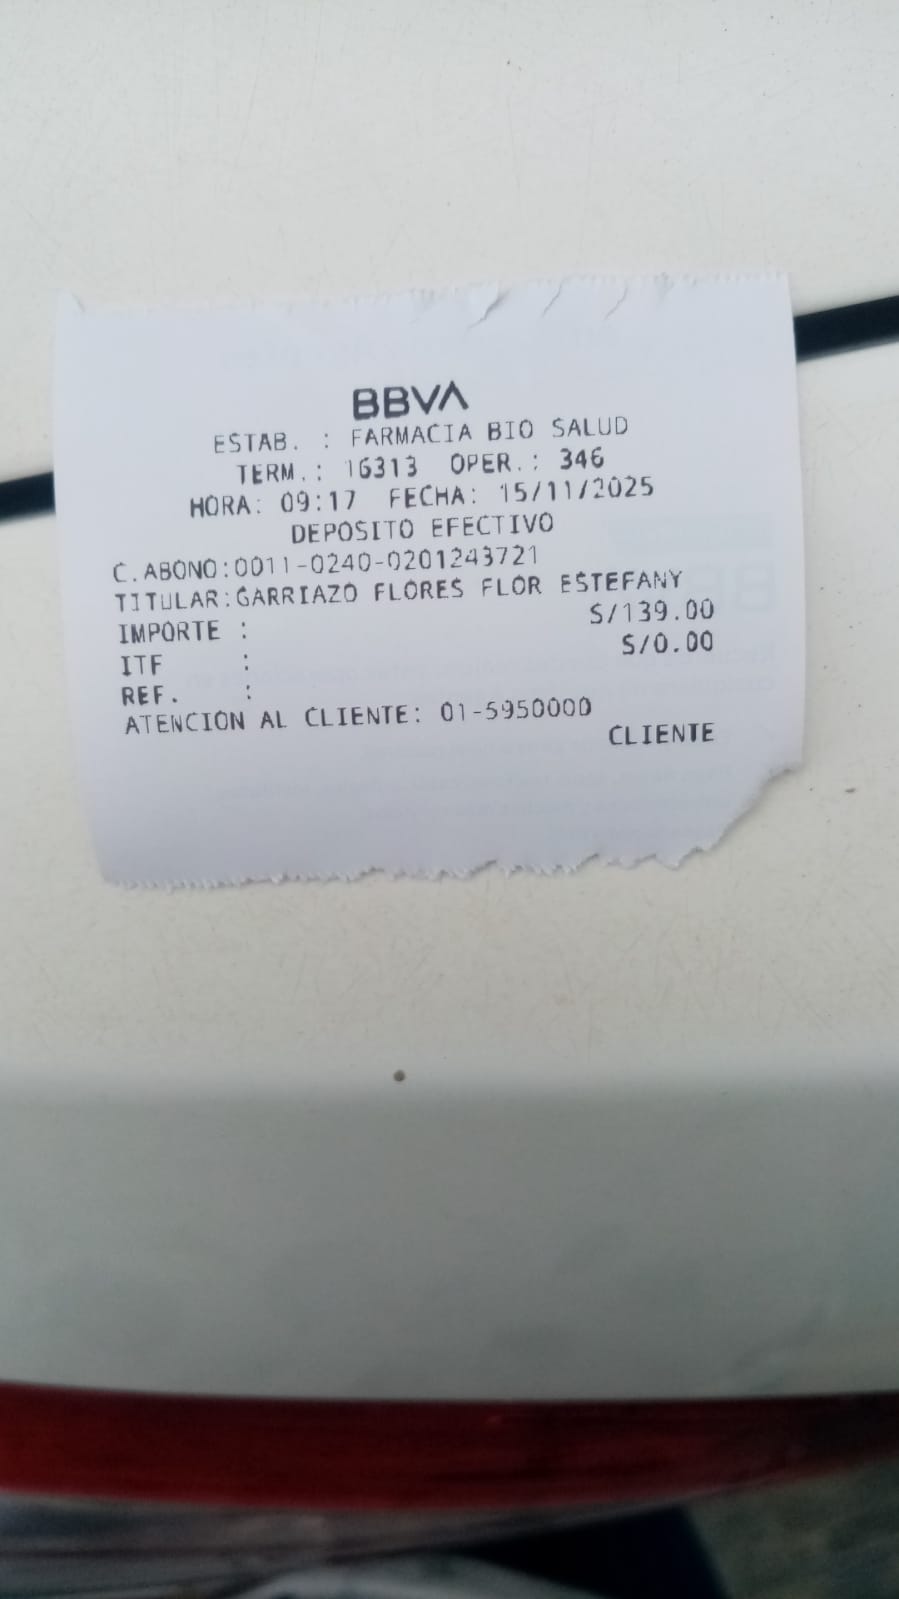 BBVA
ESTAB. : FARMACIA BIO SALUD
TERM.: 16313 OPER.: 346
HORA: 09:17 FECHA: 15/11/2025
DEPOSITO EFECTIVO
C.ABONO:0011-0240-0201243721
TITULAR:GARRIAZO FLORES FLOR ESTEFANY
IMPORTE : S/139.00
ITF : S/0.00
REF. :
ATENCION AL CLIENTE: 01-5950000
CLIENTE